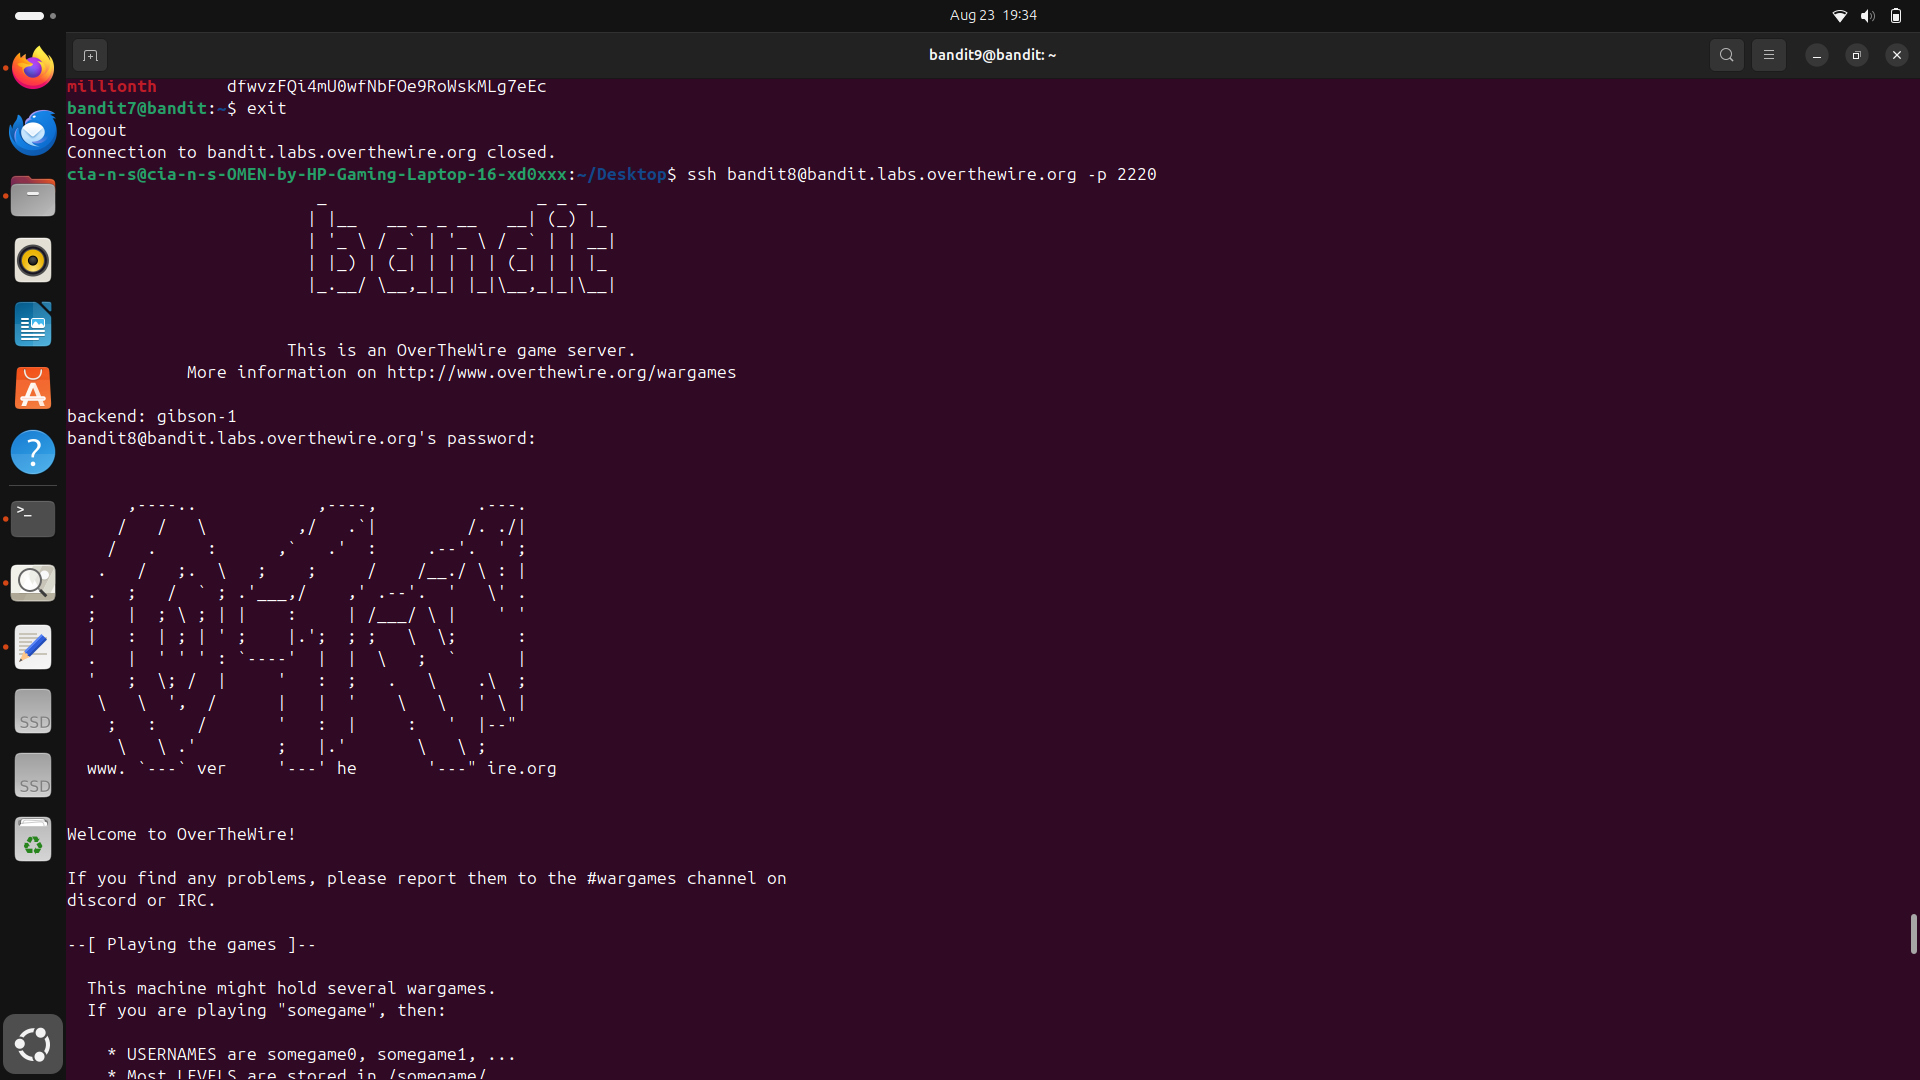 Aug 23 19:34
bandit9@bandit: ~
millionth       dfwvzFQi4mU0wfNbFOe9RoWskMLg7eEc
bandit7@bandit:~$ exit
logout
Connection to bandit.labs.overthewire.org closed.
cia-n-s@cia-n-s-OMEN-by-HP-Gaming-Laptop-16-xd0xxx:~/Desktop$ ssh bandit8@bandit.labs.overthewire.org -p 2220
bandit
This is an OverTheWire game server.
More information on http://www.overthewire.org/wargames
backend: gibson-1
bandit8@bandit.labs.overthewire.org's password:
www. `---` ver     '---' he       '---" ire.org
Welcome to OverTheWire!
If you find any problems, please report them to the #wargames channel on
discord or IRC.
--[ Playing the games ]--
This machine might hold several wargames.
If you are playing "somegame", then:
* USERNAMES are somegame0, somegame1, ...
* Most LEVELS are stored in /somegame/.
>_
SSD
SSD